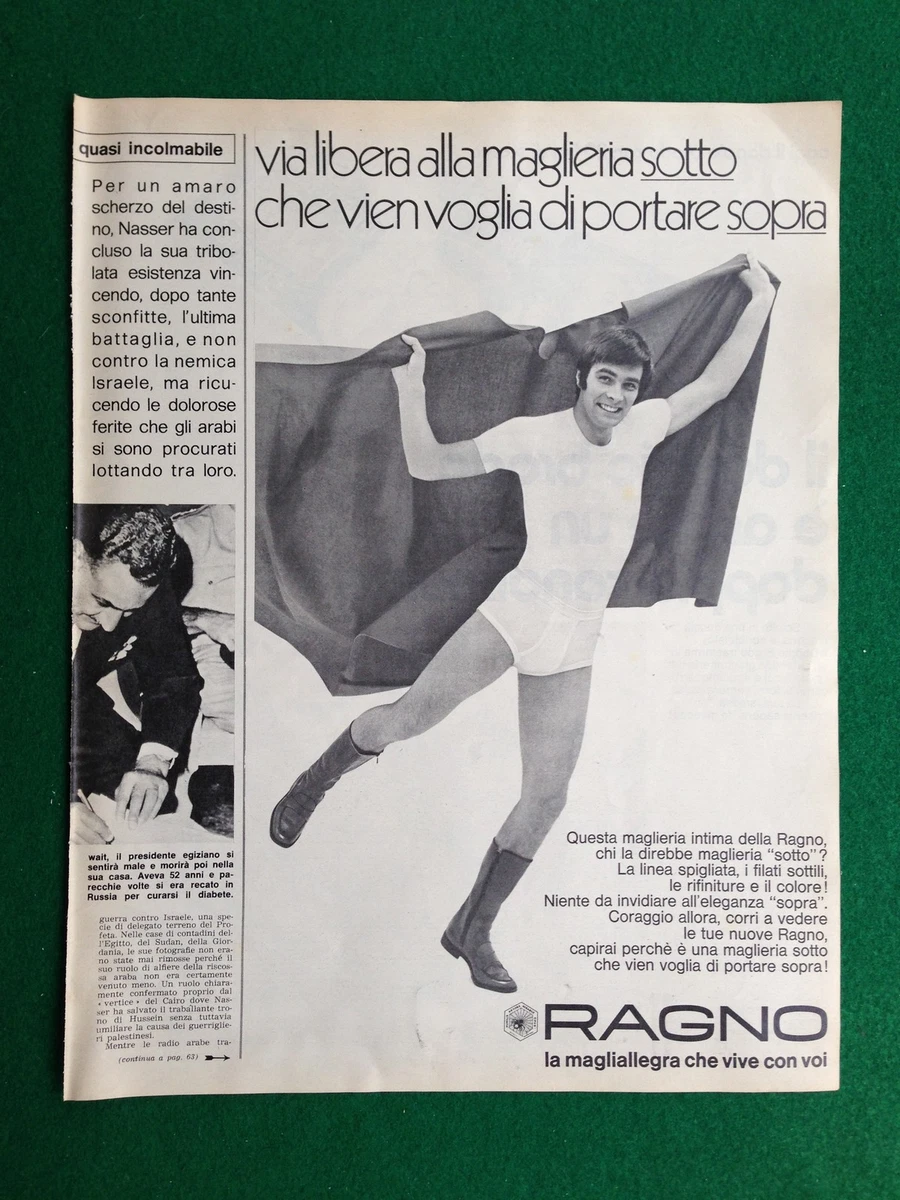 quasi incolmabile
Per un amaro
scherzo del desti-
no, Nasser ha con-
cluso la sua tribo-
lata esistenza vin-
cendo, dopo tante
sconfitte, l'ultima
battaglia, e non
contro la nemica
Israele, ma ricu-
cendo le dolorose
ferite che gli arabi
si sono procurati
lottando tra loro.
wait, il presidente egiziano si
sentirà male e morirà poi nella
sua casa. Aveva 52 anni e pa-
recchie volte si era recato in
Russia per curarsi il diabete.
guerra contro Israele, una spe-
cie di delegato terreno del Pro-
feta. Nelle case di contadini del-
l'Egitto, del Sudan, della Gior-
dania, le sue fotografie non era-
no state mai rimosse perché il
suo ruolo di alfiere della riscos-
sa araba non era certamente
venuto meno. Un ruolo chiara-
mente confermato proprio dal
« vertice » del Cairo dove Nas-
ser ha salvato il traballante tro-
no di Hussein senza tuttavia
umiliare la causa dei guerriglie-
ri palestinesi.
Mentre le radio arabe tra-
(continua a pag. 63)
via libera alla maglieria sotto
che vien voglia di portare sopra
Questa maglieria intima della Ragno,
chi la direbbe maglieria "sotto"?
La linea spigliata, i filati sottili,
le rifiniture e il colore!
Niente da invidiare all'eleganza "sopra".
Coraggio allora, corri a vedere
le tue nuove Ragno,
capirai perchè è una maglieria sotto
che vien voglia di portare sopra!
RAGNO
la magliallegra che vive con voi